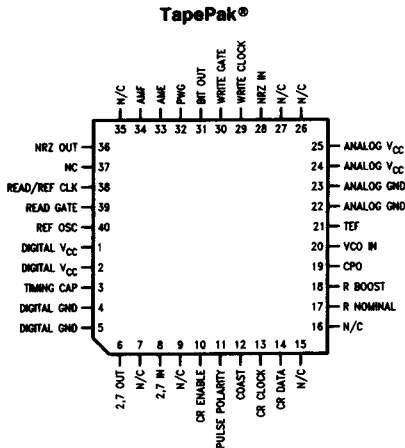 TapePak®
N/C
AMF
AME
PWG
BIT OUT
WRITE GATE
WRITE CLOCK
NRZ IN
N/C
N/C
35 34 33 32 31 30 29 28 27 26
NRZ OUT 36
NC 37
READ/REF CLK 38
READ GATE 39
REF OSC 40
DIGITAL VCC 1
DIGITAL VCC 2
TIMING CAP 3
DIGITAL GND 4
DIGITAL GND 5
25 ANALOG VCC
24 ANALOG VCC
23 ANALOG GND
22 ANALOG GND
21 TEF
20 VCO IN
19 CPO
18 R BOOST
17 R NOMINAL
16 N/C
6 7 8 9 10 11 12 13 14 15
2,7 OUT
N/C
2,7 IN
N/C
CR ENABLE
PULSE POLARITY
COAST
CR CLOCK
CR DATA
N/C